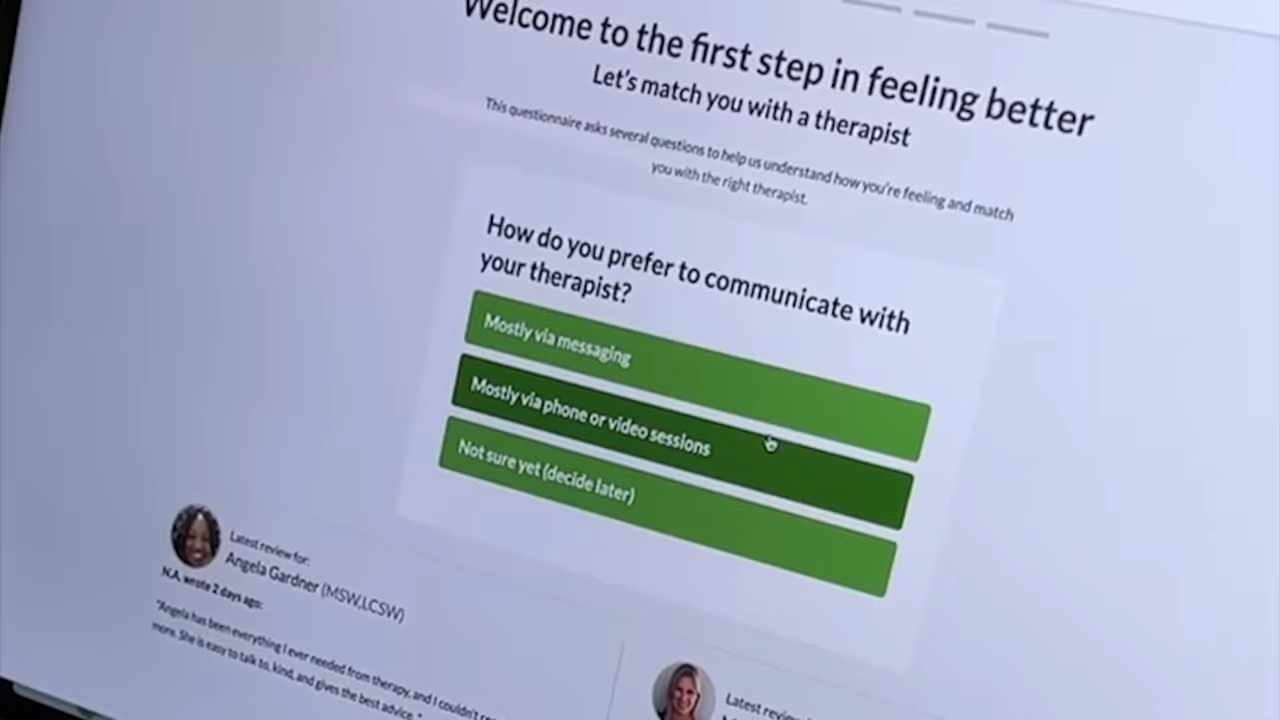 Welcome to the first step in feeling better
Let's match you with a therapist
This questionnaire asks several questions to help us understand how you're feeling and match
you with the right therapist.
How do you prefer to communicate with
your therapist?
Mostly via messaging
Mostly via phone or video sessions
Not sure yet (decide later)
Latest review for:
Angela Gardner (MSW,LCSW)
N.A. wrote 2 days ago:
"Angela has been everything I ever needed from therapy, and I couldn't
more. She is easy to talk to, kind, and gives the best advice."
Latest review